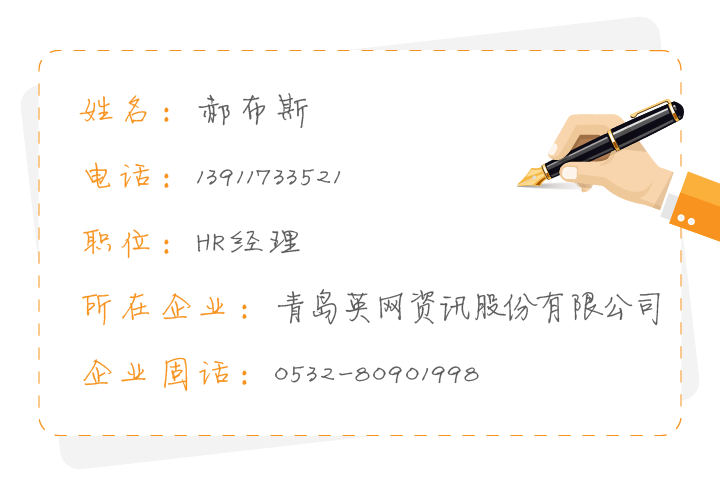 姓名：郝布斯
电话：13911733521
职位：HR经理
所在企业：青岛英网资讯股份有限公司
企业固话：0532-80901998